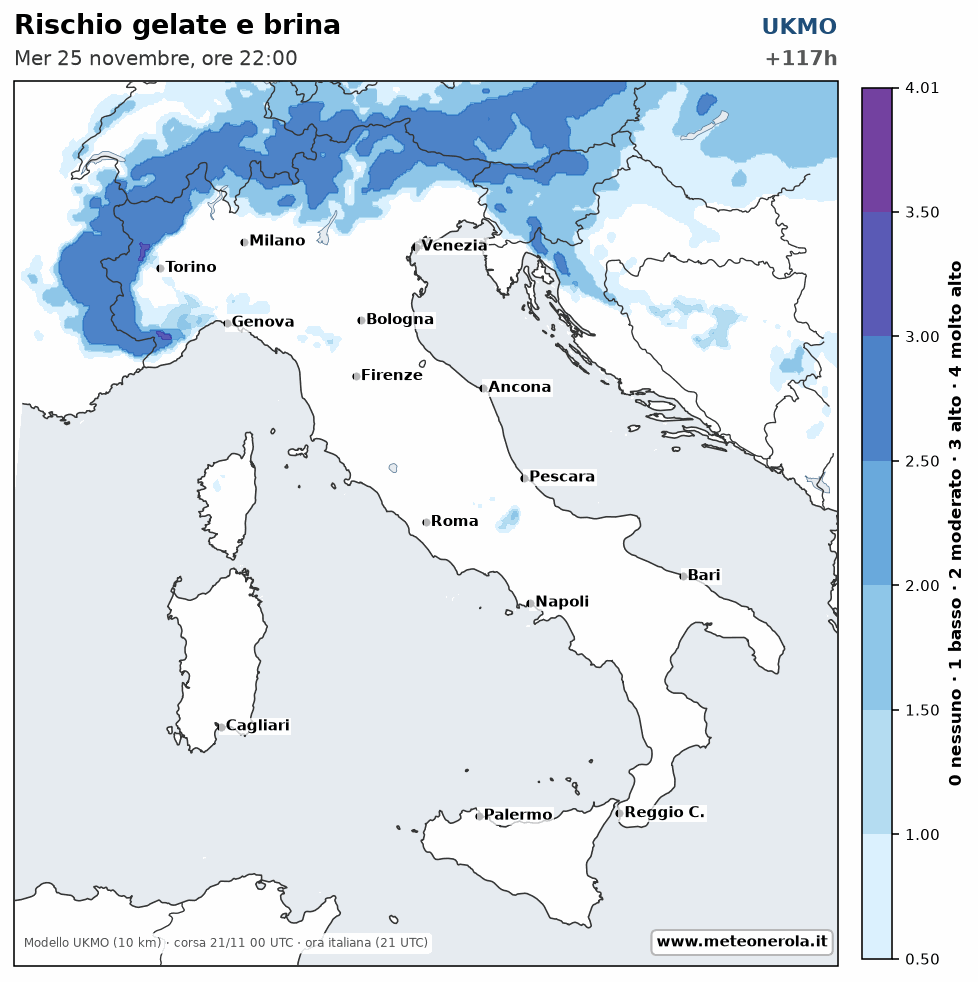 Rischio gelate e brina
UKMO
Mer 25 novembre, ore 22:00
+117h
4.01
3.50
3.00
2.50
2.00
1.50
1.00
0.50
0 nessuno · 1 basso · 2 moderato · 3 alto · 4 molto alto
Milano
Venezia
Torino
Genova
Bologna
Firenze
Ancona
Pescara
Roma
Bari
Napoli
Cagliari
Palermo
Reggio C.
Modello UKMO (10 km) · corsa 21/11 00 UTC · ora italiana (21 UTC)
www.meteonerola.it